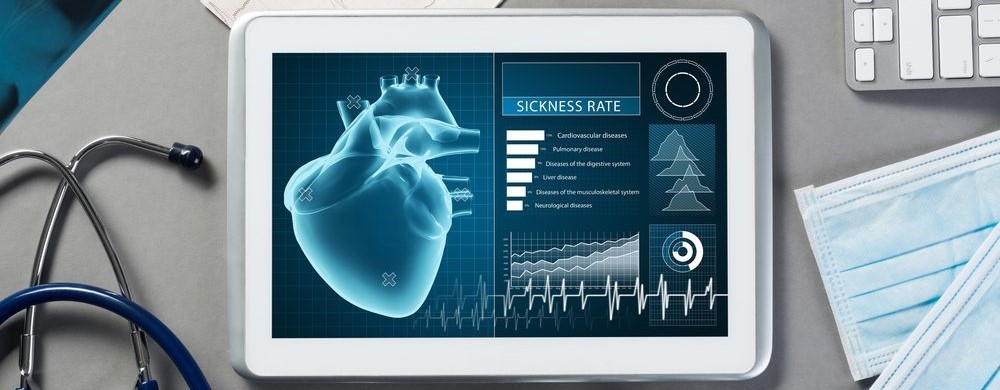 SICKNESS RATE
Cardiovascular diseases
Pulmonary disease
Diseases of the digestive system
Liver disease
Diseases of the musculoskeletal system
Neurological diseases